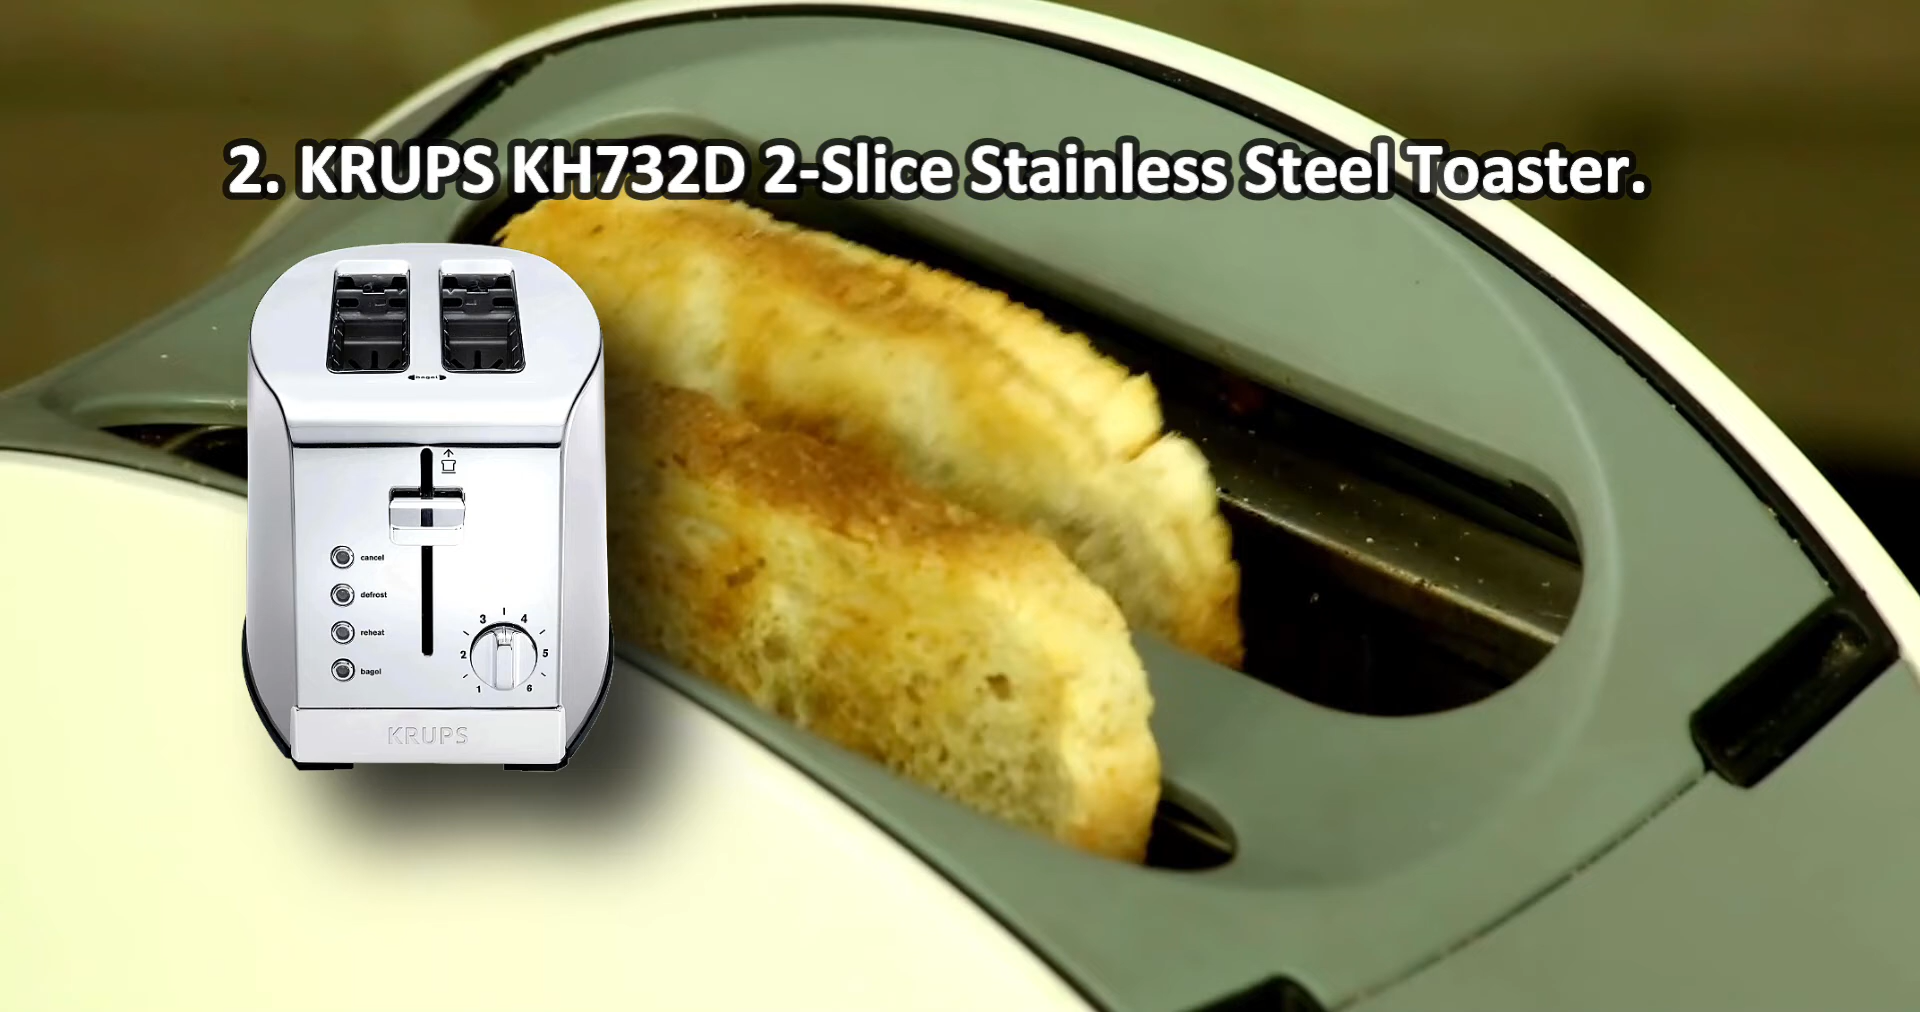 2. KRUPS KH732D 2-Slice Stainless Steel Toaster.
bagel
cancel
defrost
reheat
bagel
3 4
2 5
1 6
KRUPS